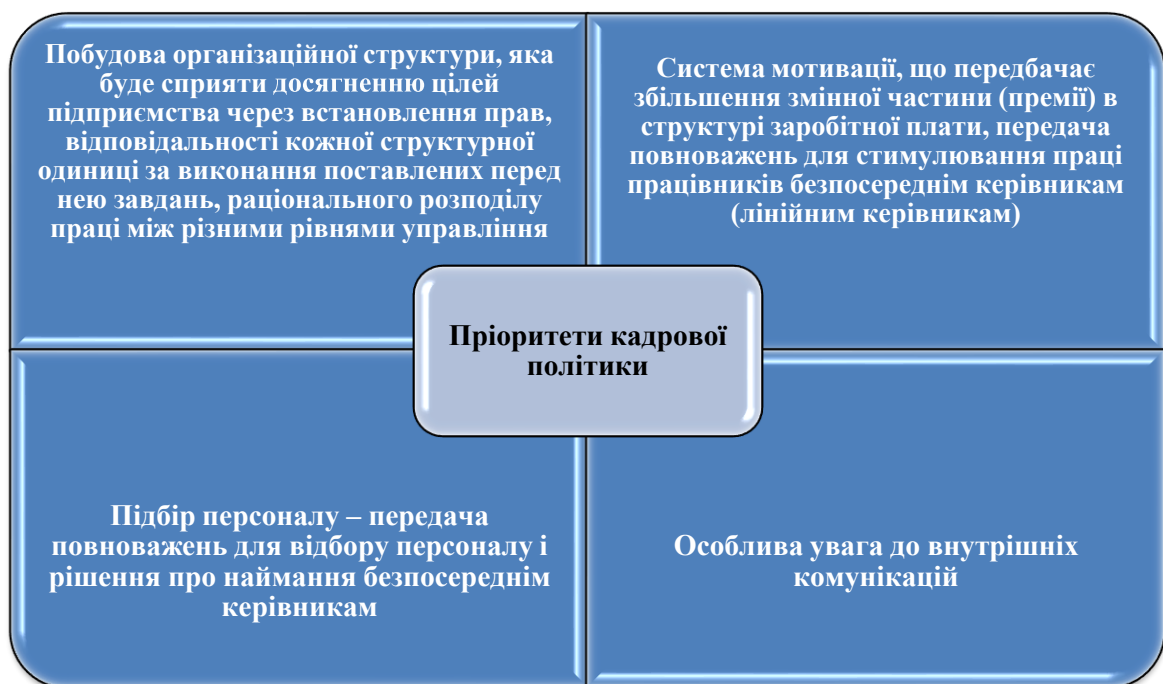 Побудова організаційної структури, яка
буде сприяти досягненню цілей
підприємства через встановлення прав,
відповідальності кожної структурної
одиниці за виконання поставлених перед
нею завдань, раціонального розподілу
праці між різними рівнями управління
Система мотивації, що передбачає
збільшення змінної частини (премії) в
структурі заробітної плати, передача
повноважень для стимулювання праці
працівників безпосереднім керівникам
(лінійним керівникам)
Пріоритети кадрової
політики
Підбір персоналу – передача
повноважень для відбору персоналу і
рішення про наймання безпосереднім
керівникам
Особлива увага до внутрішніх
комунікацій